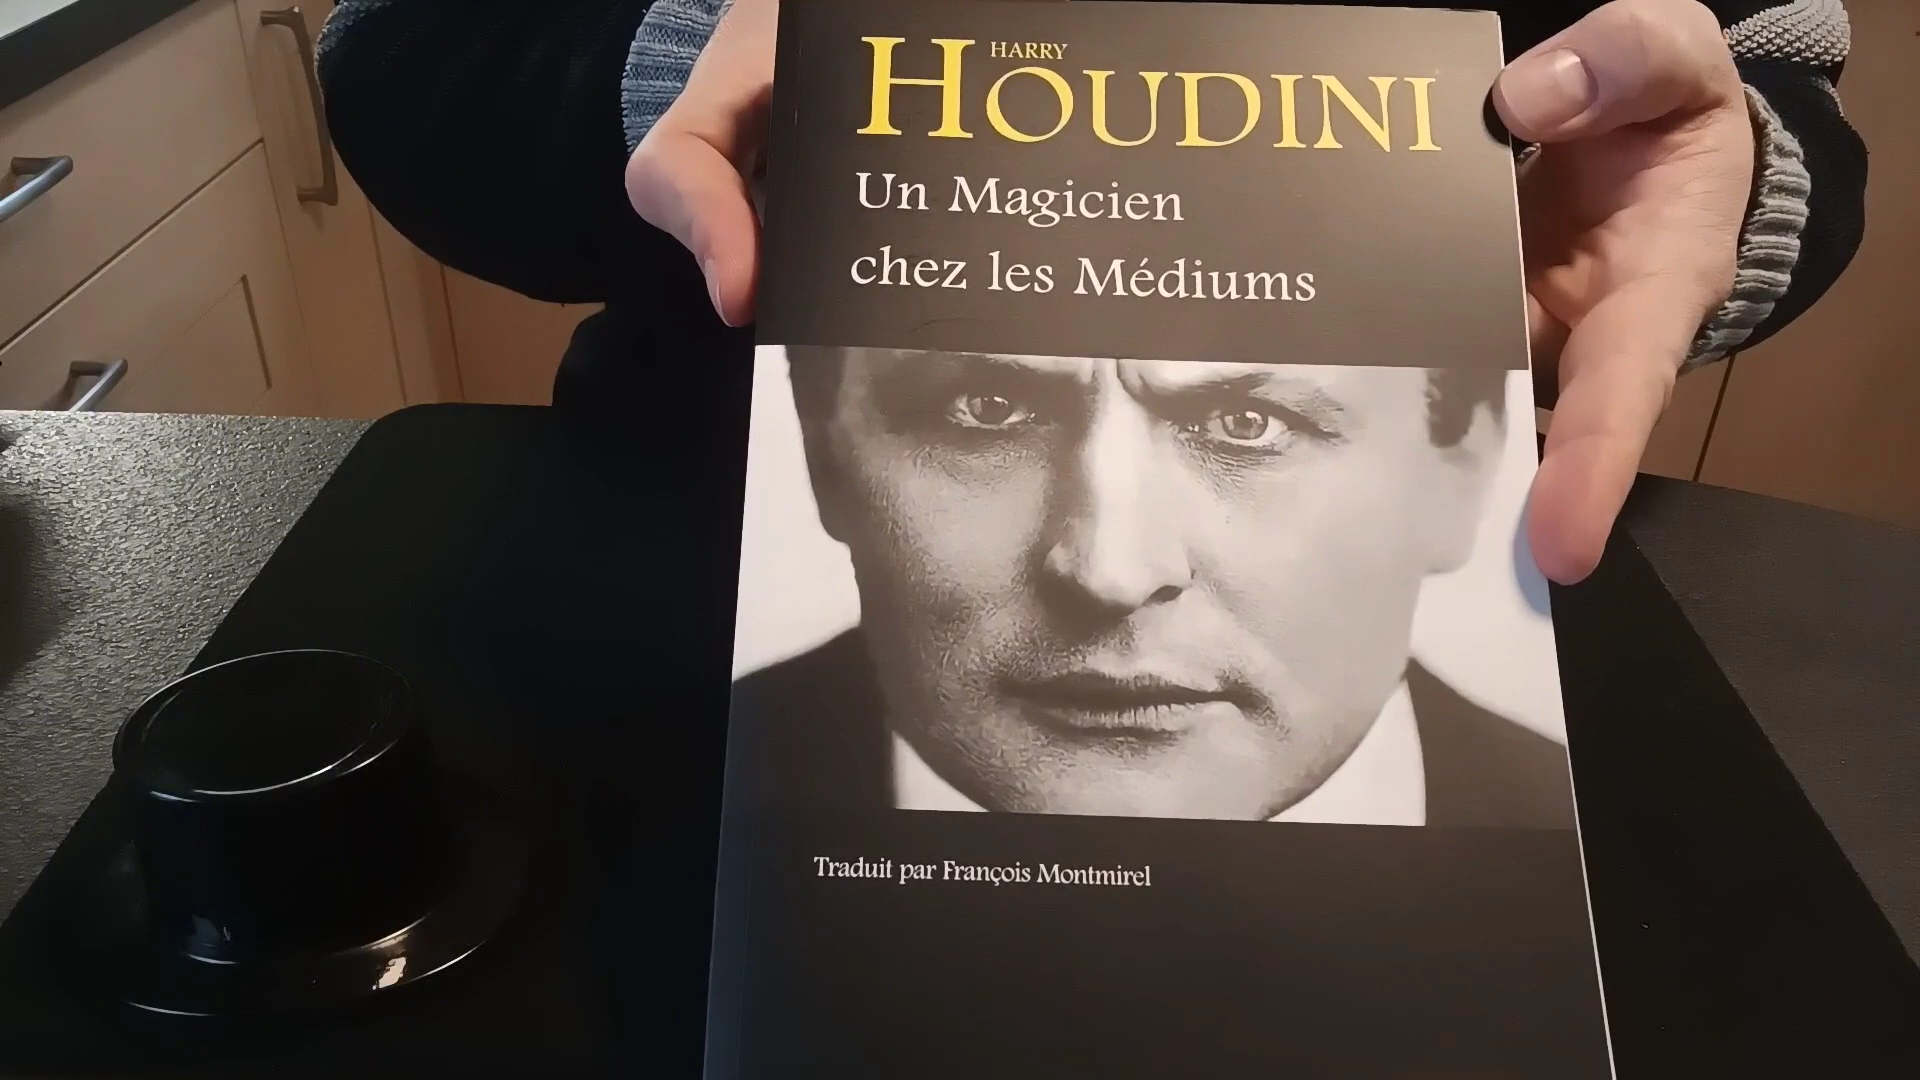 HARRY
HOUDINI
Un Magicien
chez les Médiums
Traduit par François Montmirel